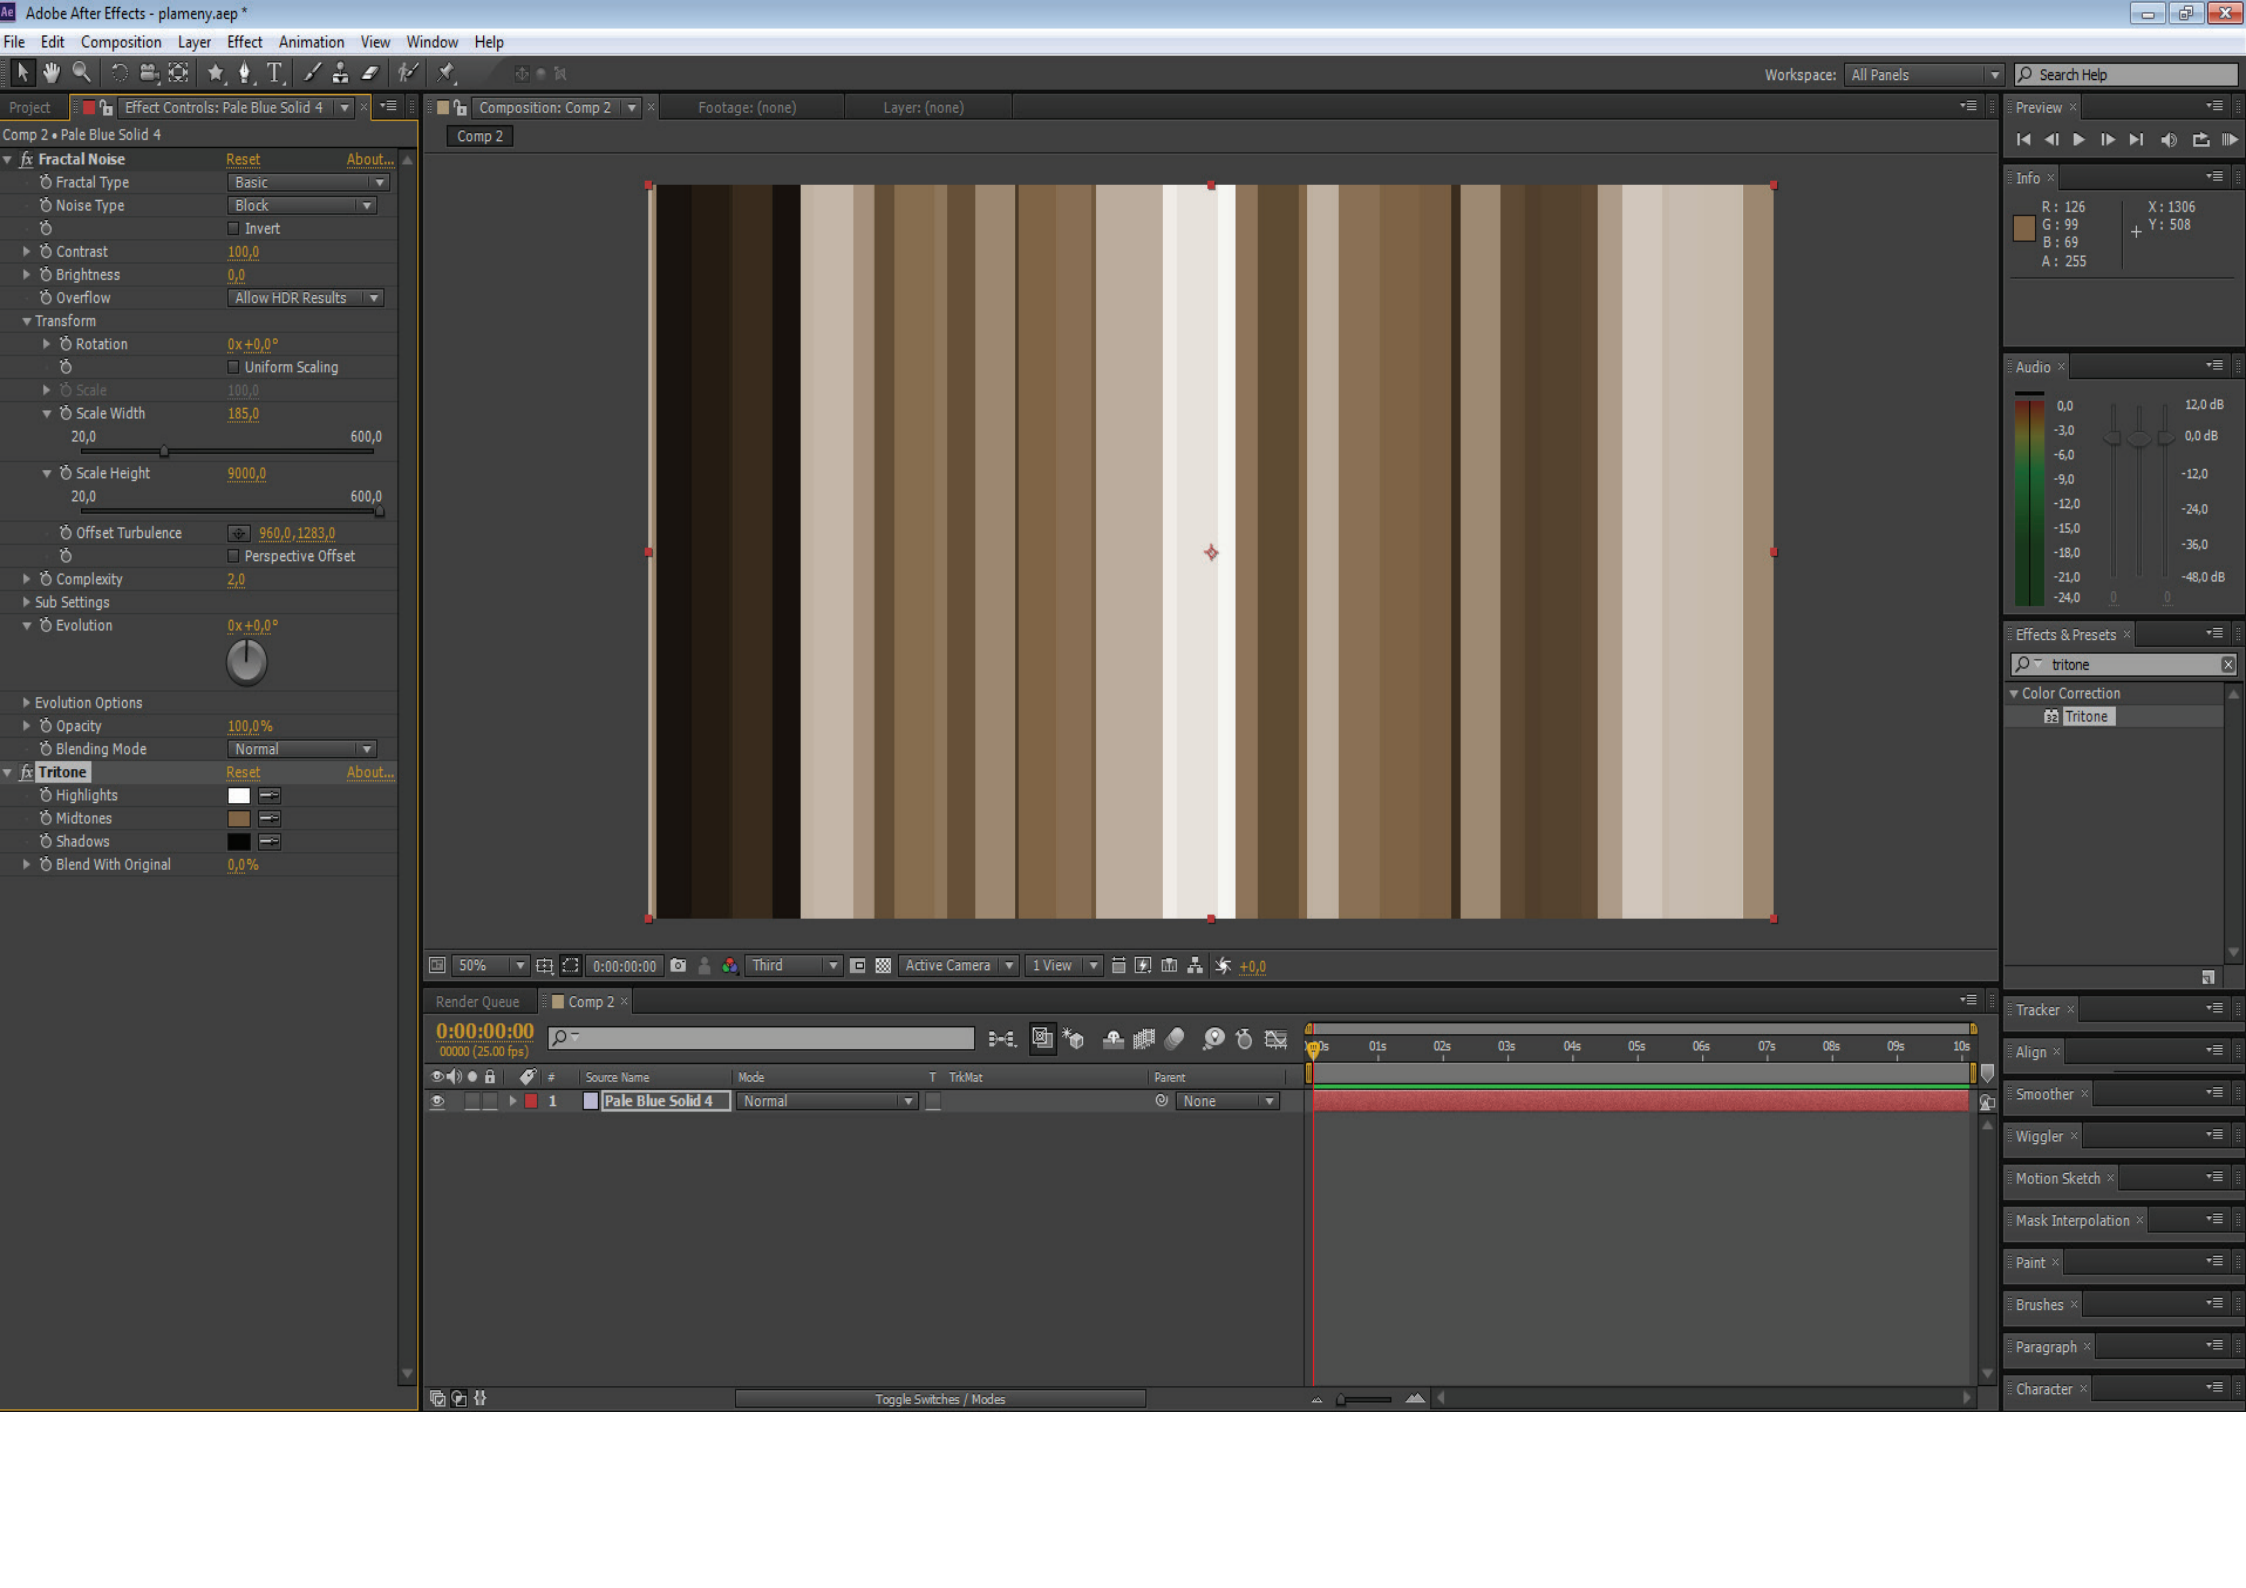 Ae Adobe After Effects - plameny.aep *
File Edit Composition Layer Effect Animation View Window Help
Workspace: All Panels Search Help
Project Effect Controls: Pale Blue Solid 4
Comp 2 • Pale Blue Solid 4
fx Fractal Noise Reset About...
Fractal Type Basic
Noise Type Block
Invert
Contrast 100,0
Brightness 0,0
Overflow Allow HDR Results
Transform
Rotation 0x+0,0°
Uniform Scaling
Scale 100,0
Scale Width 185,0
20,0 600,0
Scale Height 9000,0
20,0 600,0
Offset Turbulence 960,0,1283,0
Perspective Offset
Complexity 2,0
Sub Settings
Evolution 0x+0,0°
Evolution Options
Opacity 100,0%
Blending Mode Normal
fx Tritone Reset About...
Highlights
Midtones
Shadows
Blend With Original 0,0%
Composition: Comp 2 Footage: (none) Layer: (none)
Comp 2
50% 0:00:00:00 Third Active Camera 1 View +0,0
Render Queue Comp 2
0:00:00:00
00000 (25.00 fps)
01s 02s 03s 04s 05s 06s 07s 08s 09s 10s
# Source Name Mode T TrkMat Parent
1 Pale Blue Solid 4 Normal None
Toggle Switches / Modes
Preview
Info
R: 126 X: 1306
G: 99 Y: 508
B: 69
A: 255
Audio
0,0 12,0 dB
-3,0 0,0 dB
-6,0
-9,0 -12,0
-12,0 -24,0
-15,0
-18,0 -36,0
-21,0 -48,0 dB
-24,0 0 0
Effects & Presets
tritone
Color Correction
32 Tritone
Tracker
Align
Smoother
Wiggler
Motion Sketch
Mask Interpolation
Paint
Brushes
Paragraph
Character